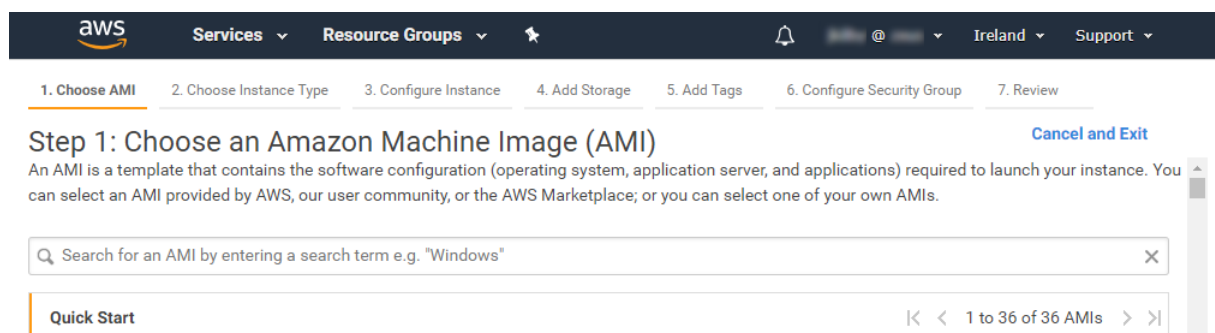 aws Services Resource Groups @ Ireland Support
1. Choose AMI 2. Choose Instance Type 3. Configure Instance 4. Add Storage 5. Add Tags 6. Configure Security Group 7. Review
Step 1: Choose an Amazon Machine Image (AMI) Cancel and Exit
An AMI is a template that contains the software configuration (operating system, application server, and applications) required to launch your instance. You
can select an AMI provided by AWS, our user community, or the AWS Marketplace; or you can select one of your own AMIs.
Search for an AMI by entering a search term e.g. "Windows"
Quick Start 1 to 36 of 36 AMIs